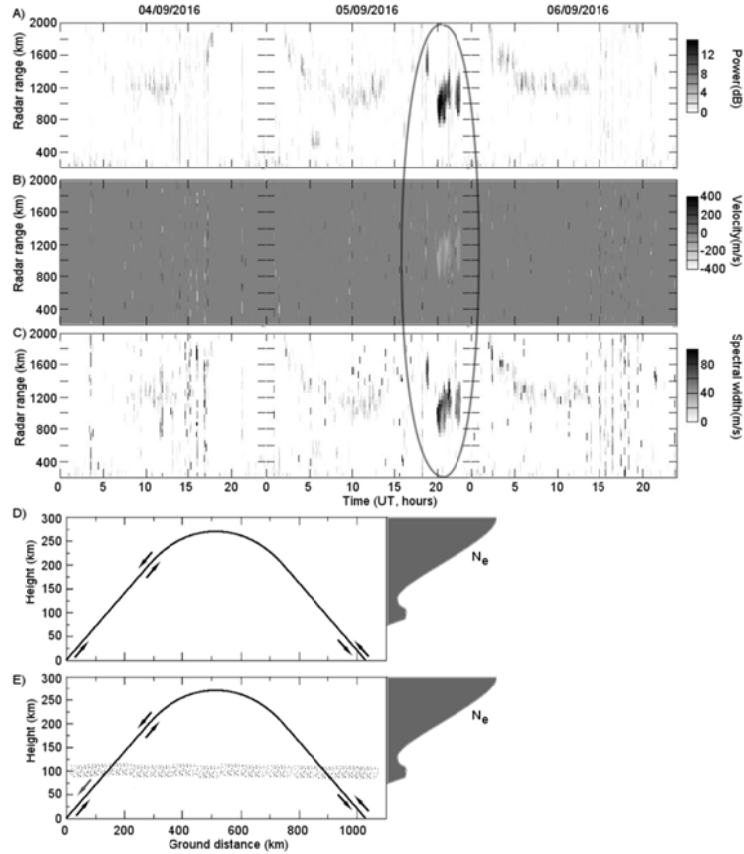 04/09/2016 05/09/2016 06/09/2016
A)
2000
1600
1200
800
400
Radar range (km)
12
8
4
0
Power(dB)
B)
2000
1600
1200
800
400
Radar range (km)
400
200
0
-200
-400
Velocity(m/s)
C)
2000
1600
1200
800
400
Radar range (km)
80
40
0
Spectral width(m/s)
0 5 10 15 20 0 5 10 15 20 0 5 10 15 20
Time (UT, hours)
D)
300
250
200
150
100
50
0
Height (km)
Ne
E)
300
250
200
150
100
50
0
Height (km)
Ne
0 200 400 600 800 1000
Ground distance (km)